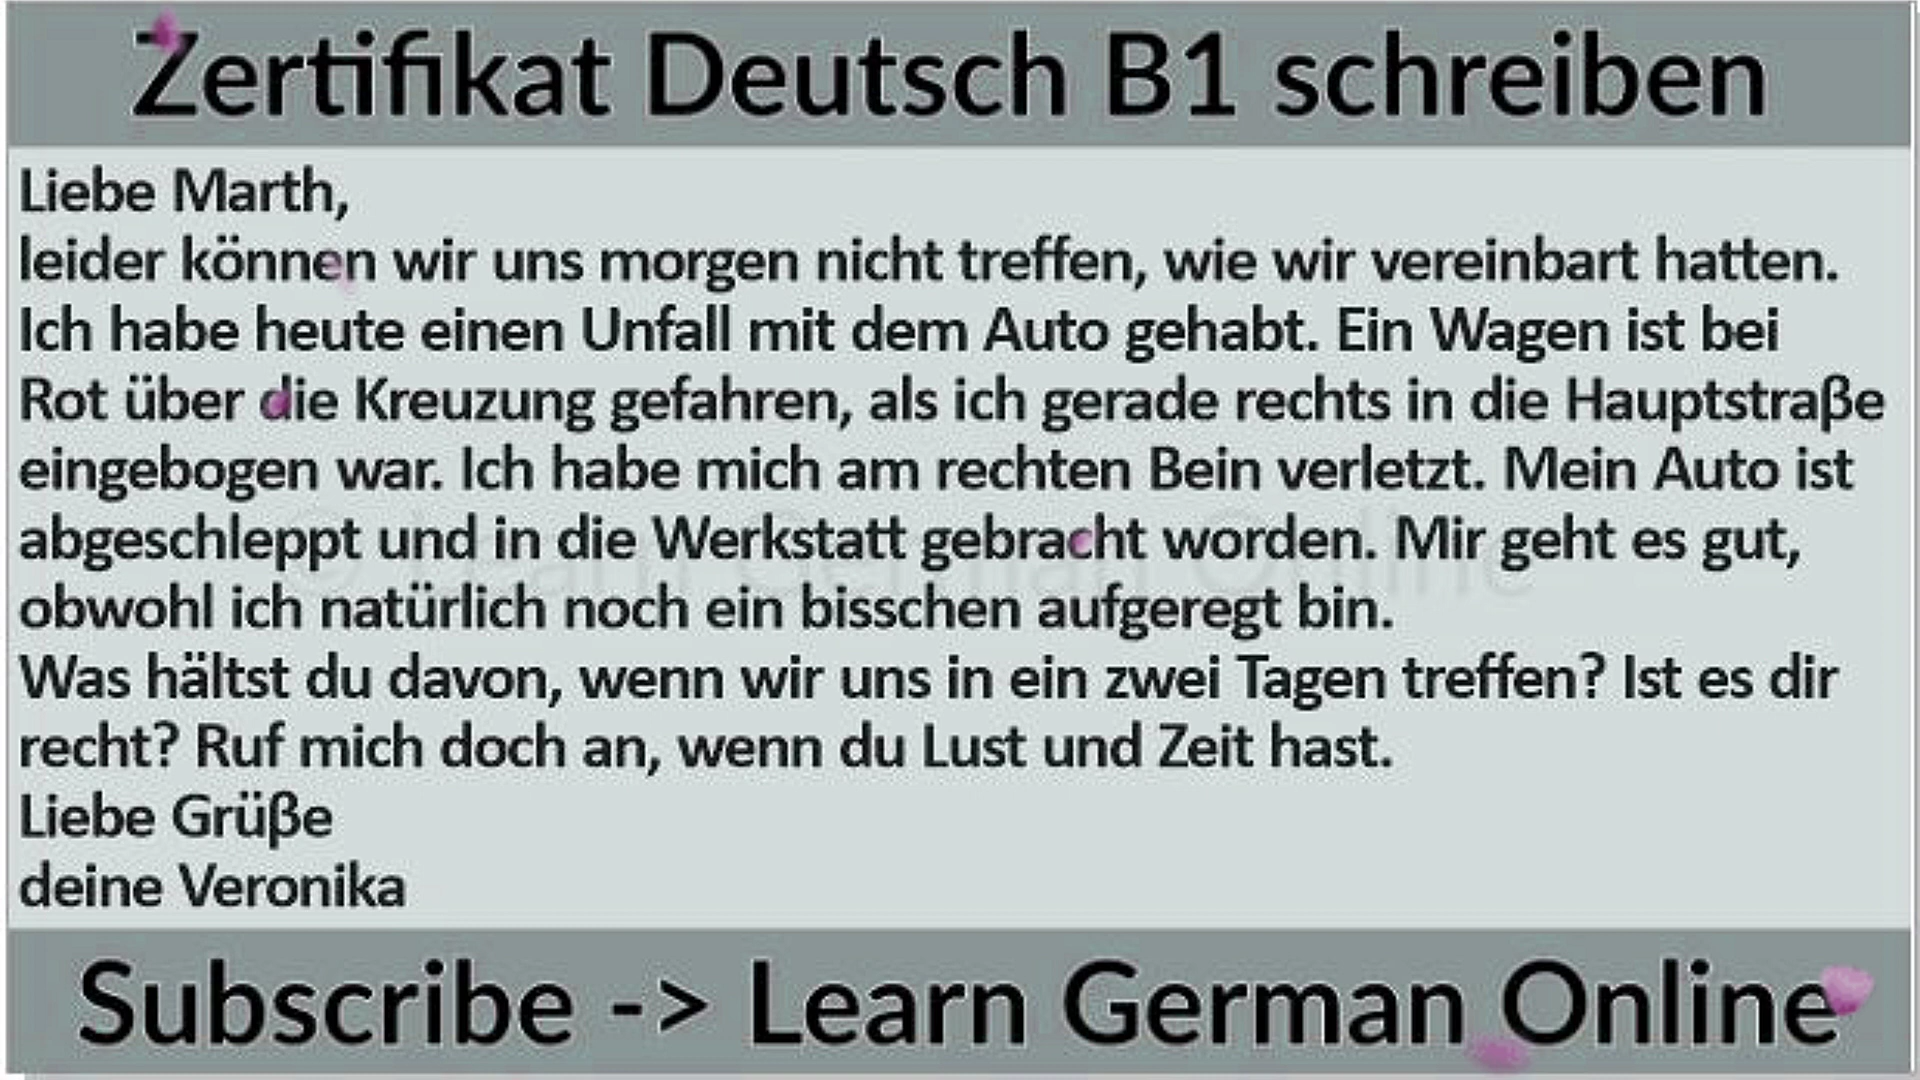 Zertifikat Deutsch B1 schreiben
Liebe Marth,
leider können wir uns morgen nicht treffen, wie wir vereinbart hatten.
Ich habe heute einen Unfall mit dem Auto gehabt. Ein Wagen ist bei
Rot über die Kreuzung gefahren, als ich gerade rechts in die Hauptstraße
eingebogen war. Ich habe mich am rechten Bein verletzt. Mein Auto ist
abgeschleppt und in die Werkstatt gebracht worden. Mir geht es gut,
obwohl ich natürlich noch ein bisschen aufgeregt bin.
Was hältst du davon, wenn wir uns in ein zwei Tagen treffen? Ist es dir
recht? Ruf mich doch an, wenn du Lust und Zeit hast.
Liebe Grüße
deine Veronika
© Learn German Online
Subscribe -> Learn German Online